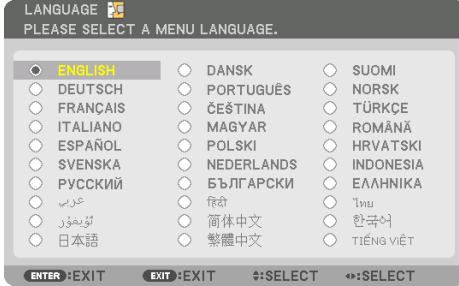 LANGUAGE
PLEASE SELECT A MENU LANGUAGE.
ENGLISH DANSK SUOMI
DEUTSCH PORTUGUÊS NORSK
FRANÇAIS ČEŠTINA TÜRKÇE
ITALIANO MAGYAR ROMÂNĂ
ESPAÑOL POLSKI HRVATSKI
SVENSKA NEDERLANDS INDONESIA
РУССКИЙ БЪЛГАРСКИ ΕΛΛΗΝΙΚΑ
عربي हिंदी ไทย
ئۇيغۇر 简体中文 한국어
日本語 繁體中文 TIẾNG VIỆT
ENTER :EXIT EXIT :EXIT :SELECT :SELECT